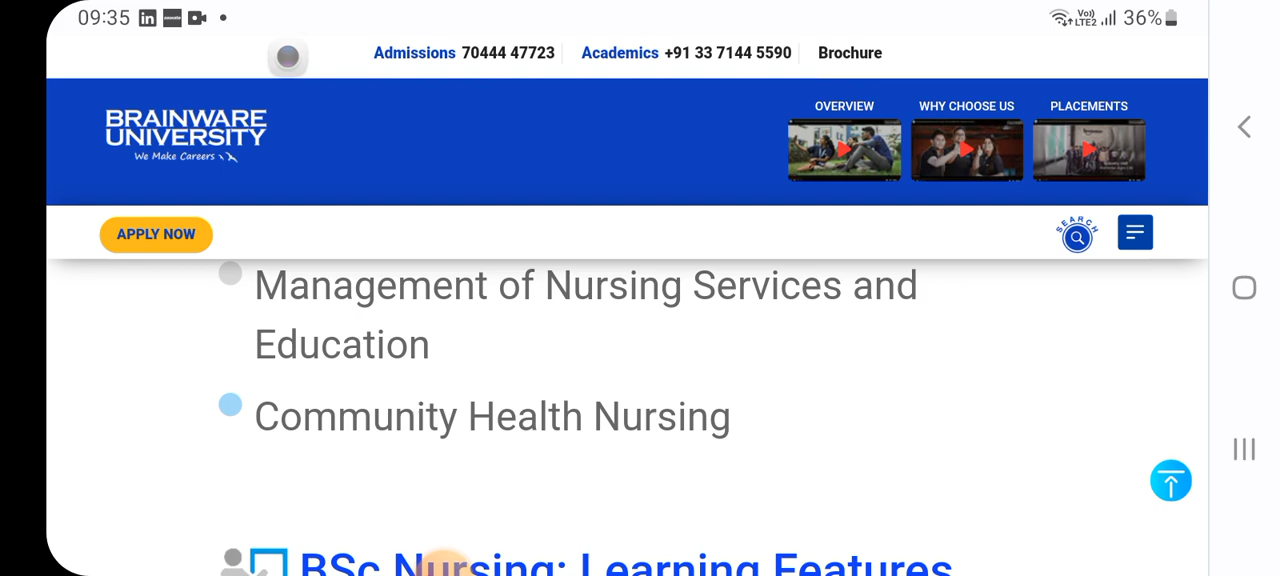 09:35
Vo)) LTE2 36%
Admissions 70444 47723 Academics +91 33 7144 5590 Brochure
BRAINWARE
UNIVERSITY
We Make Careers
OVERVIEW WHY CHOOSE US PLACEMENTS
APPLY NOW
SEARCH
Management of Nursing Services and
Education
Community Health Nursing
BSc Nursing: Learning Features